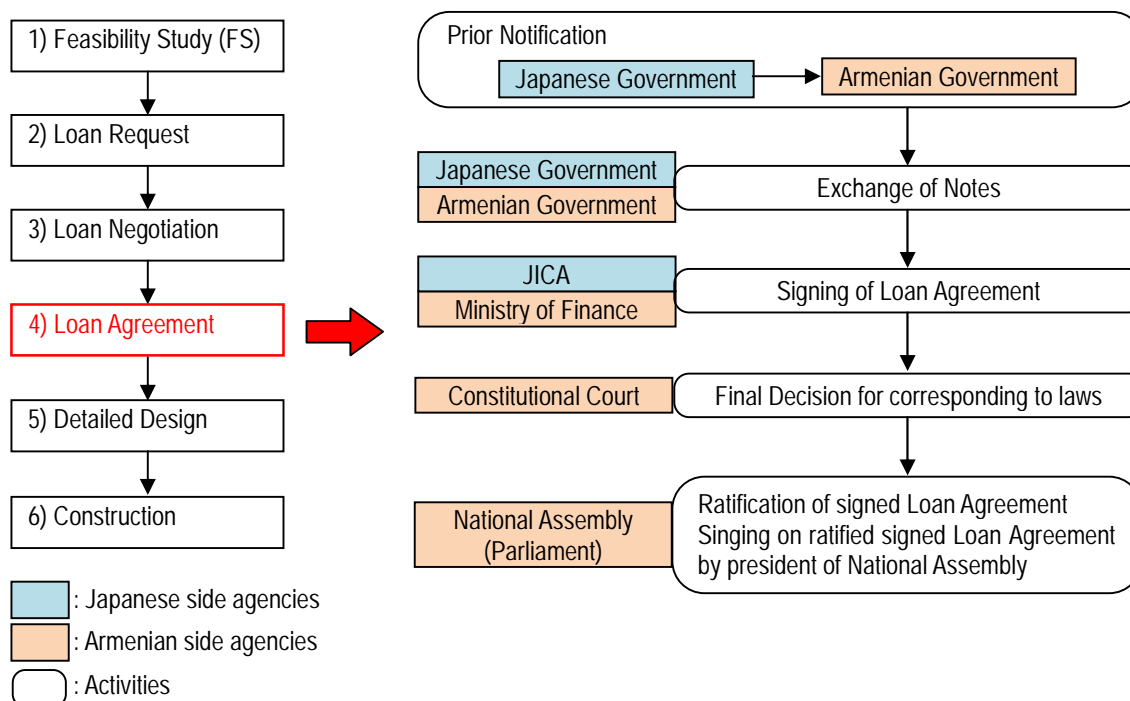 1) Feasibility Study (FS)
2) Loan Request
3) Loan Negotiation
4) Loan Agreement
5) Detailed Design
6) Construction
: Japanese side agencies
: Armenian side agencies
: Activities
Prior Notification
Japanese Government
Armenian Government
Japanese Government
Armenian Government
Exchange of Notes
JICA
Ministry of Finance
Signing of Loan Agreement
Constitutional Court
Final Decision for corresponding to laws
National Assembly
(Parliament)
Ratification of signed Loan Agreement
Singing on ratified signed Loan Agreement
by president of National Assembly